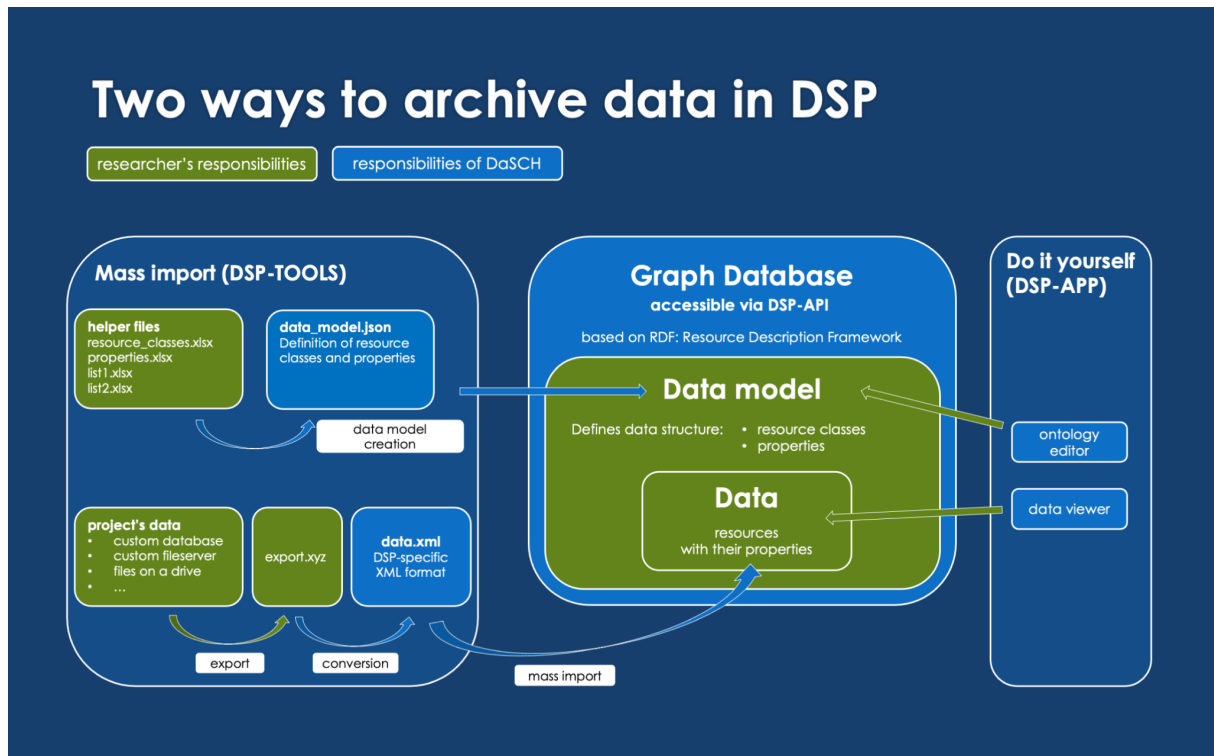 Two ways to archive data in DSP
researcher's responsibilities
responsibilities of DaSCH
Mass import (DSP-TOOLS)
helper files
resource_classes.xlsx
properties.xlsx
list1.xlsx
list2.xlsx
data_model.json
Definition of resource
classes and properties
data model
creation
project's data
• custom database
• custom fileserver
• files on a drive
• ...
export.xyz
data.xml
DSP-specific
XML format
export
conversion
mass import
Graph Database
accessible via DSP-API
based on RDF: Resource Description Framework
Data model
Defines data structure: • resource classes
• properties
Data
resources
with their properties
Do it yourself
(DSP-APP)
ontology
editor
data viewer